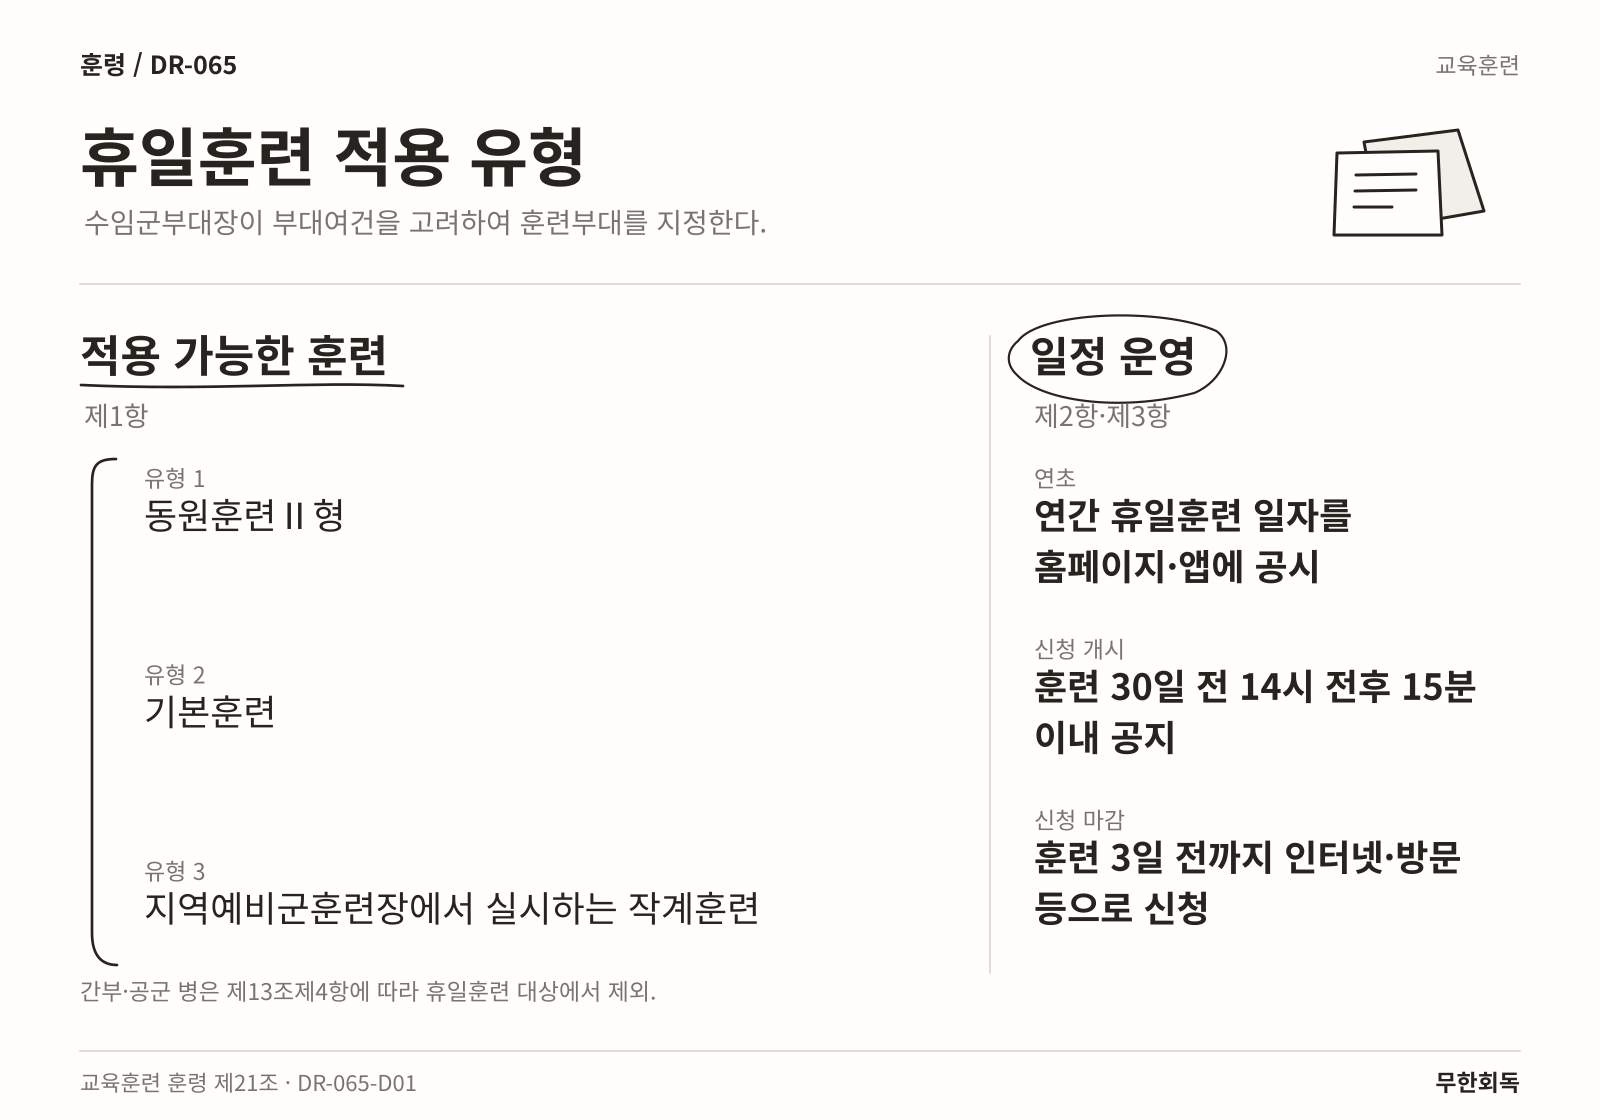 훈령 / DR-065
교육훈련
휴일훈련 적용 유형
수임군부대장이 부대여건을 고려하여 훈련부대를 지정한다.
적용 가능한 훈련
제1항
유형 1
동원훈련Ⅱ형
유형 2
기본훈련
유형 3
지역예비군훈련장에서 실시하는 작계훈련
간부·공군 병은 제13조제4항에 따라 휴일훈련 대상에서 제외.
일정 운영
제2항·제3항
연초
연간 휴일훈련 일자를
홈페이지·앱에 공시
신청 개시
훈련 30일 전 14시 전후 15분
이내 공지
신청 마감
훈련 3일 전까지 인터넷·방문
등으로 신청
교육훈련 훈령 제21조 · DR-065-D01
무한회독